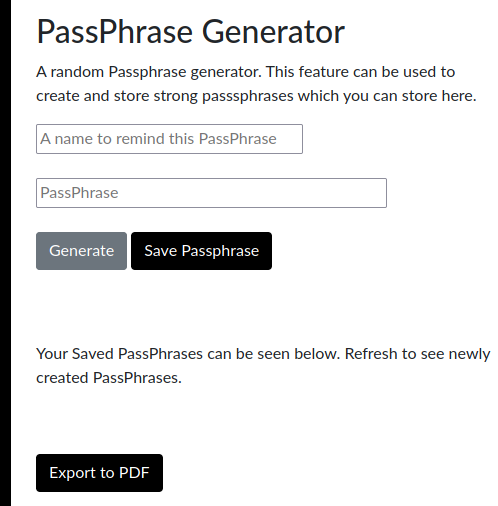 PassPhrase Generator
A random Passphrase generator. This feature can be used to
create and store strong passsphrases which you can store here.
A name to remind this PassPhrase
PassPhrase
Generate Save Passphrase
Your Saved PassPhrases can be seen below. Refresh to see newly
created PassPhrases.
Export to PDF